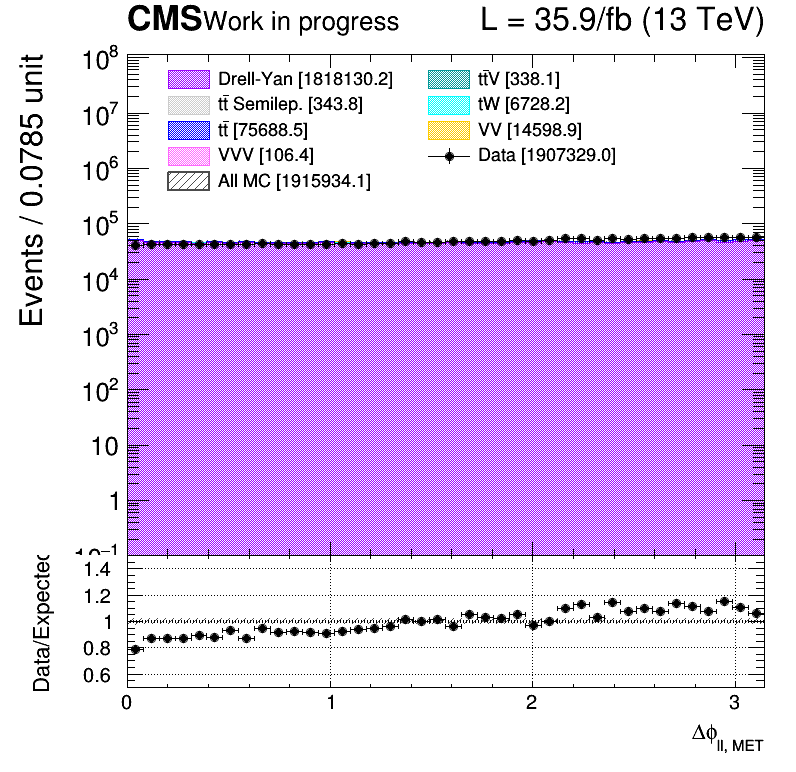 CMS Work in progress L = 35.9/fb (13 TeV)
Events / 0.0785 unit
10⁸
10⁷
10⁶
10⁵
10⁴
10³
10²
10
1
10⁻¹
Drell-Yan [1818130.2]
tt̄ Semilep. [343.8]
tt̄ [75688.5]
VVV [106.4]
All MC [1915934.1]
tt̄V [338.1]
tW [6728.2]
VV [14598.9]
Data [1907329.0]
Data/Expected
1.4
1.2
1
0.8
0.6
0 1 2 3
Δϕ_ll, MET